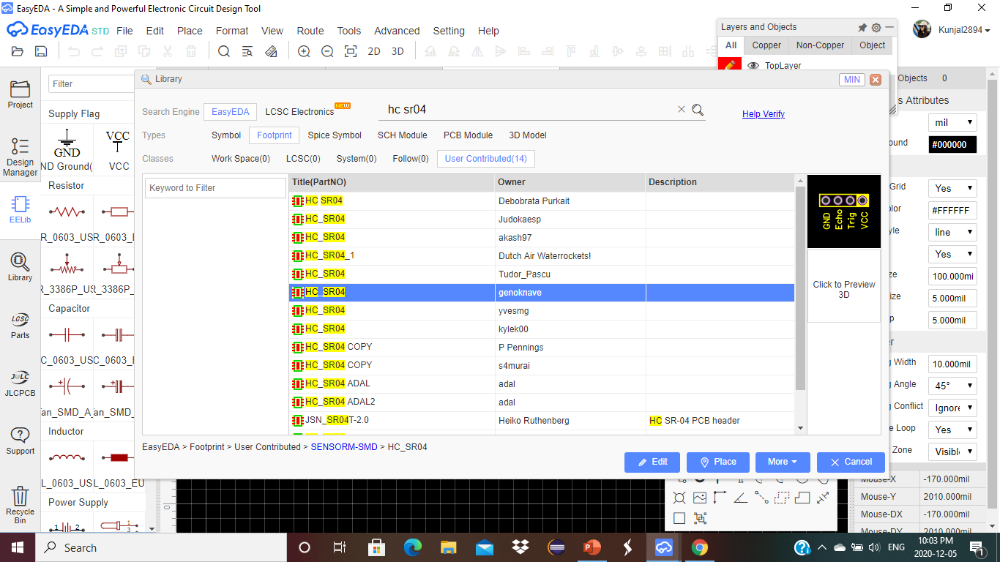 EasyEDA - A Simple and Powerful Electronic Circuit Design Tool
EasyEDA STD File Edit Place Format View Route Tools Advanced Setting Help
Kunjal2894
2D 3D
Layers and Objects
All Copper Non-Copper Object
TopLayer
Project
Design Manager
EELib
Library
Parts
JLCPCB
Support
Recycle Bin
Filter
Supply Flag
GND VCC
ND Ground( VCC
Resistor
R_0603_US R_0603_
R_3386P_US _3386P_
Capacitor
C_0603_US C_0603_
an_SMD_A an_SMD_
Inductor
L_0603_US L_0603_EU
Power Supply
1 2 1
3
Library MIN
Search Engine EasyEDA LCSC Electronics NEW hc sr04 Help Verify
Types Symbol Footprint Spice Symbol SCH Module PCB Module 3D Model
Classes Work Space(0) LCSC(0) System(0) Follow(0) User Contributed(14)
Keyword to Filter
Title(PartNO) Owner Description
HC SR04 Debobrata Purkait
HC_SR04 Judokaesp
HC_SR04 akash97
HC_SR04_1 Dutch Air Waterrockets!
HC_SR04 Tudor_Pascu
HC_SR04 genoknave
HC_SR04 yvesmg
HC_SR04 kylek00
HC_SR04 COPY P Pennings
HC_SR04 COPY s4murai
HC_SR04 ADAL adal
HC_SR04 ADAL2 adal
JSN_SR04T-2.0 Heiko Ruthenberg HC SR-04 PCB header
GND Echo Trig VCC
Click to Preview 3D
EasyEDA > Footprint > User Contributed > SENSORM-SMD > HC_SR04
Edit Place More Cancel
Objects 0
s Attributes
mil
ound #000000
Grid Yes
olor #FFFFFF
yle line
Yes
ze 100.000mi
ize 5.000mil
p 5.000mil
er
g Width 10.000mil
g Angle 45°
g Conflict Ignore
e Loop Yes
Zone Visibl
Mouse-X -170.000mil
Mouse-Y 2010.000mil
Mouse-DX -170.000mil
Mouse-DY 2010.000mil
0
Search
ENG
10:03 PM
2020-12-05
1